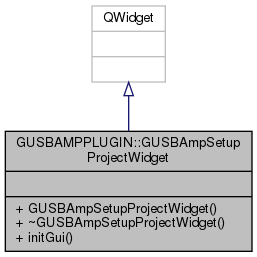 QWidget
GUSBAMPPLUGIN::GUSBAmpSetup
ProjectWidget
+ GUSBAmpSetupProjectWidget()
+ ~GUSBAmpSetupProjectWidget()
+ initGui()